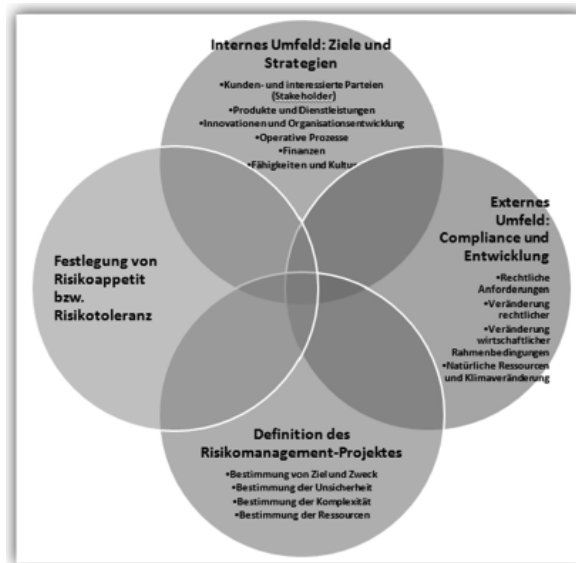 Internes Umfeld: Ziele und
Strategien
•Kunden- und interessierte Parteien
(Stakeholder)
•Produkte und Dienstleistungen
•Innovationen und Organisationsentwicklung
•Operative Prozesse
•Finanzen
•Fähigkeiten und Kultur
Festlegung von
Risikoappetit
bzw.
Risikotoleranz
Externes
Umfeld:
Compliance und
Entwicklung
•Rechtliche
Anforderungen
•Veränderung
rechtlicher
•Veränderung
wirtschaftlicher
Rahmenbedingungen
•Natürliche Ressourcen
und Klimaveränderung
Definition des
Risikomanagement-Projektes
•Bestimmung von Ziel und Zweck
•Bestimmung der Unsicherheit
•Bestimmung der Komplexität
•Bestimmung der Ressourcen